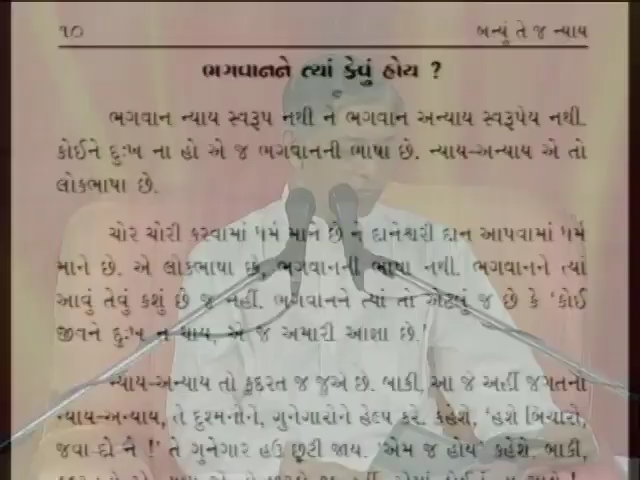 ૧૦ બન્યું તે જ ન્યાય
ભગવાનને ત્યાં કેવું હોય ?
ભગવાન ન્યાય સ્વરૂપ નથી ને ભગવાન અન્યાય સ્વરૂપેય નથી.
કોઈને દુઃખ ના હો એ જ ભગવાનની ભાષા છે. ન્યાય-અન્યાય એ તો
લોકભાષા છે.
ચોર ચોરી કરવામાં ધર્મ માને છે ને દાનેશ્વરી દાન આપવામાં ધર્મ
માને છે. એ લોકભાષા છે, ભગવાનની ભાષા નથી. ભગવાનને ત્યાં
આવું તેવું કશું છે જ નહીં. ભગવાનને ત્યાં તો એટલું જ છે કે 'કોઈ
જીવને દુઃખ ન થાય, એ જ અમારી આજ્ઞા છે.'
ન્યાય-અન્યાય તો કુદરત જ જુએ છે. બાકી, આ જે અહીં જગતનો
ન્યાય-અન્યાય, તે દુશ્મનોને, ગુનેગારોને હેલ્પ કરે. કહેશે, 'હશે બિચારો,
જવા દો ને !' તે ગુનેગાર હઉ છૂટી જાય. 'એમ જ હોય' કહેશે. બાકી,